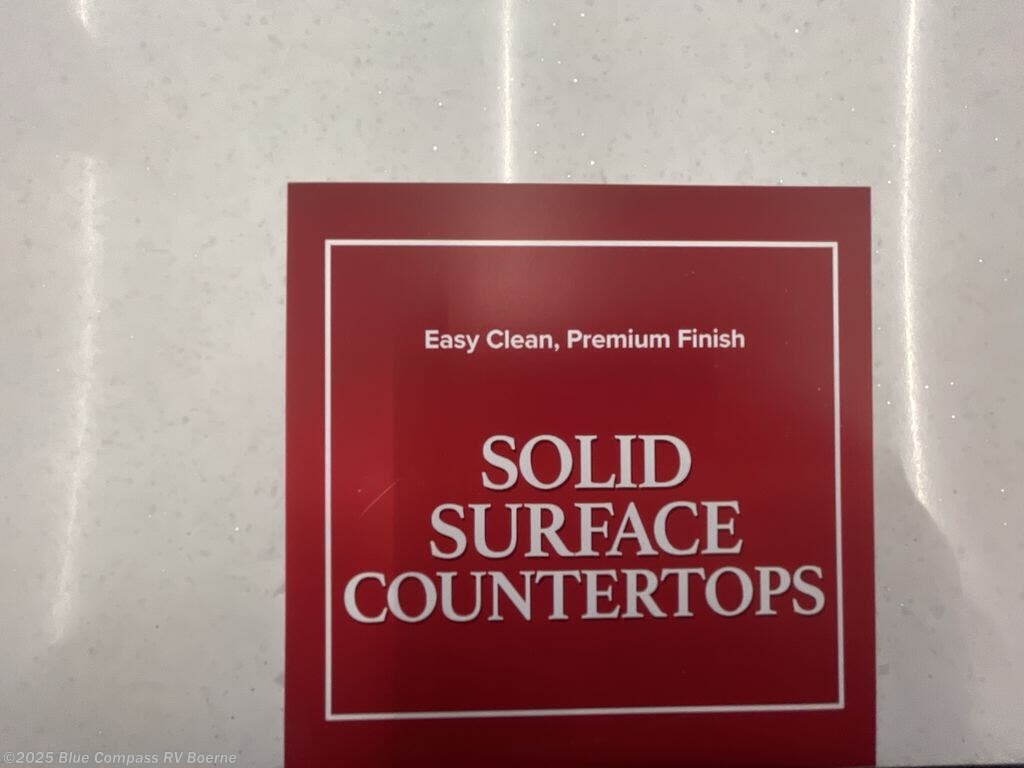 Easy Clean, Premium Finish
SOLID
SURFACE
COUNTERTOPS
©2025 Blue Compass RV Boerne